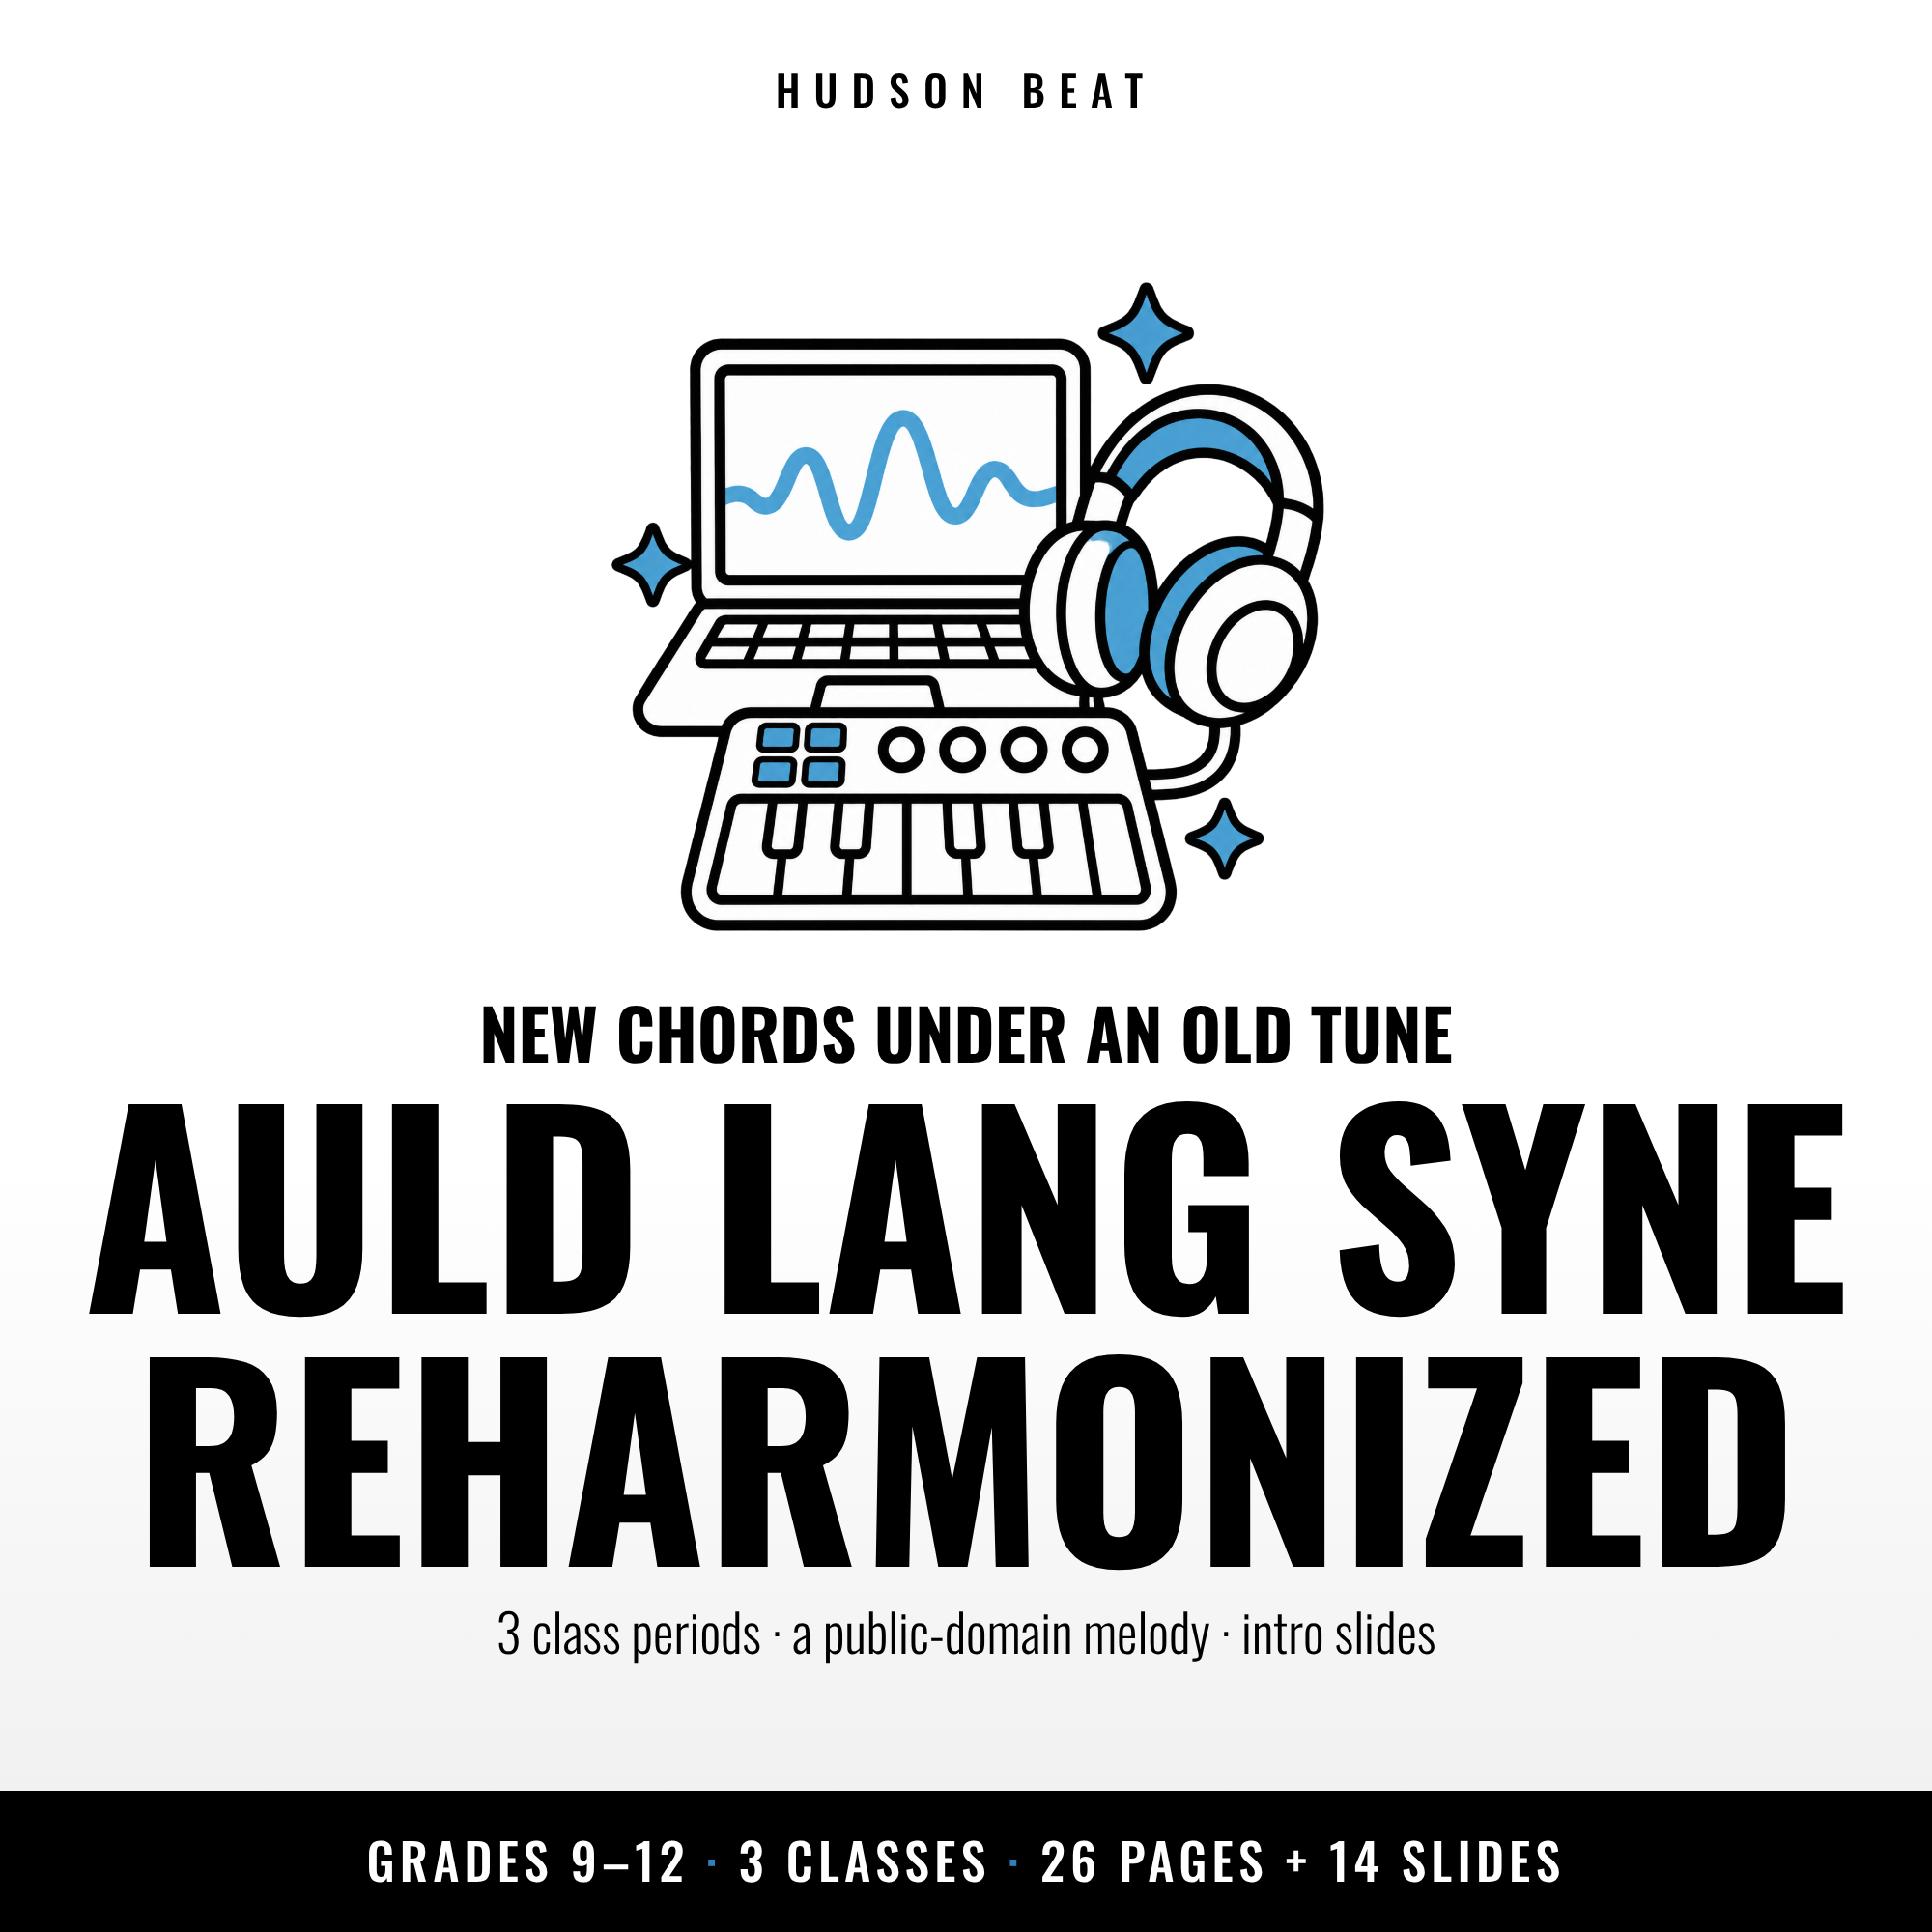 HUDSON BEAT
NEW CHORDS UNDER AN OLD TUNE
AULD LANG SYNE
REHARMONIZED
3 class periods · a public-domain melody · intro slides
GRADES 9–12 · 3 CLASSES · 26 PAGES + 14 SLIDES